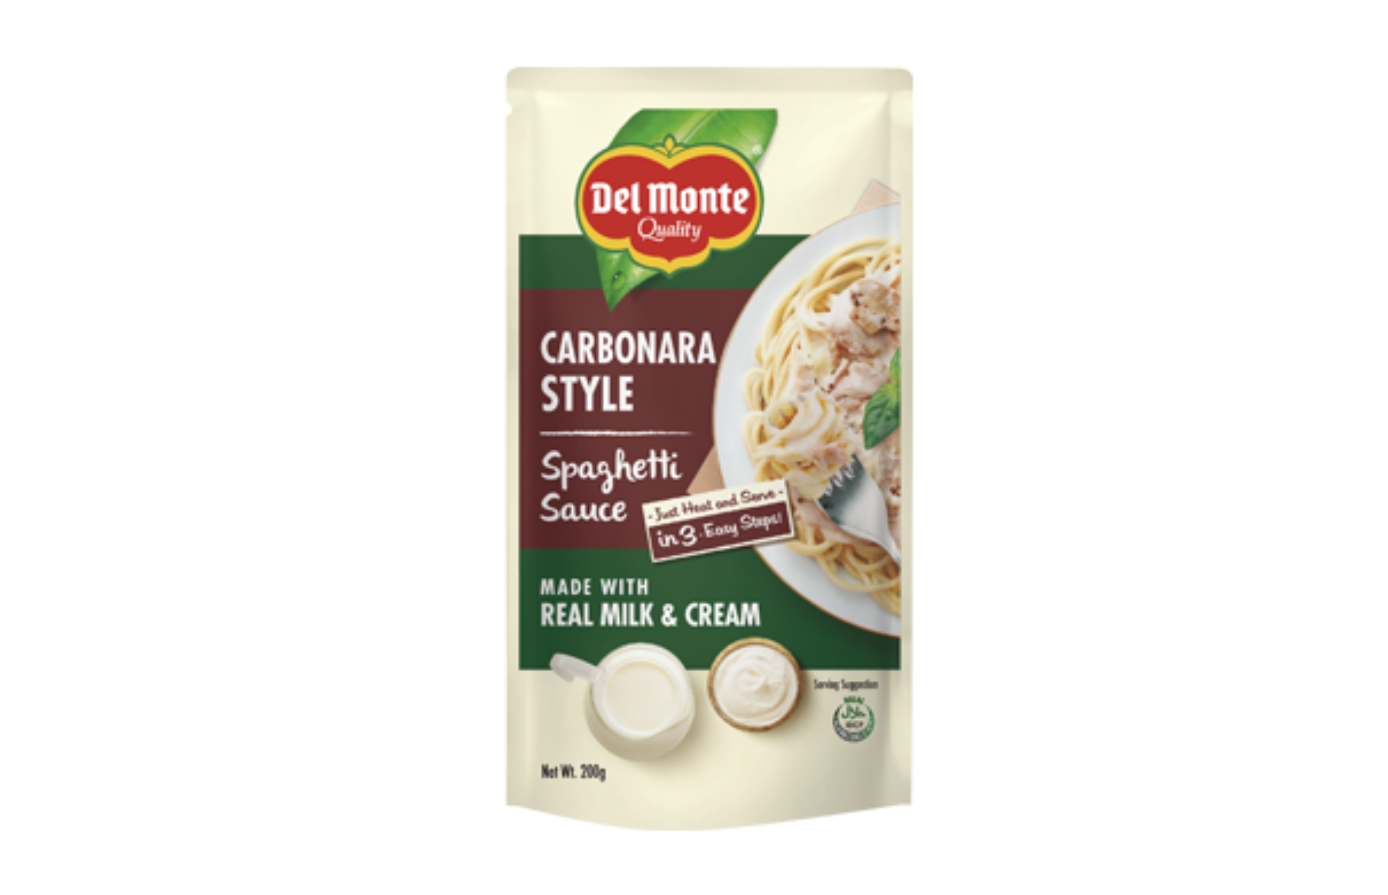 Del Monte
Quality
CARBONARA
STYLE
Spaghetti
Sauce
- Just Heat and Serve -
in 3 Easy Steps!
MADE WITH
REAL MILK & CREAM
Serving Suggestion
Net Wt. 200g